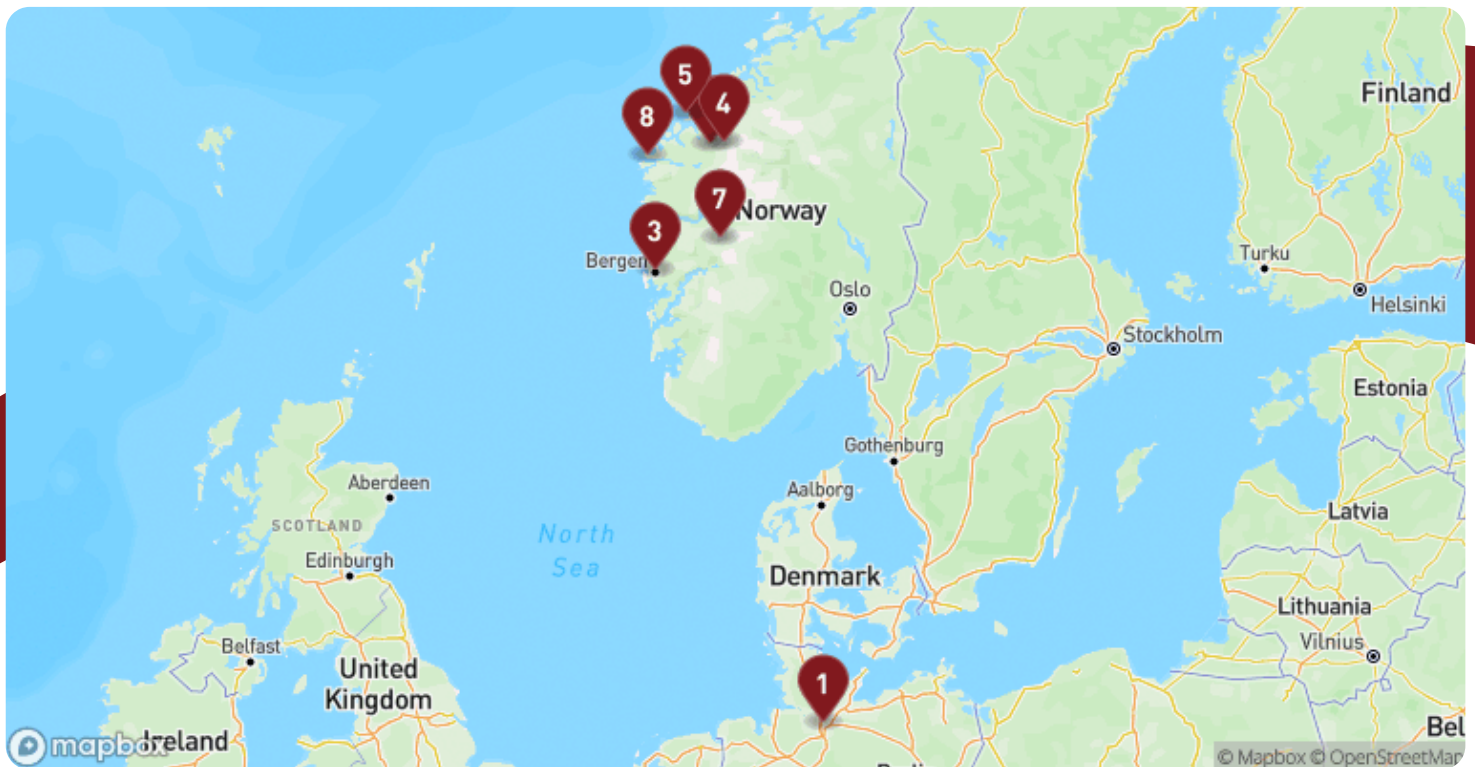 5
4
8
Finland
7
Norway
3
Bergen
Turku
Oslo
Helsinki
Stockholm
Estonia
Gothenburg
Aberdeen
Aalborg
SCOTLAND
Latvia
North
Sea
Edinburgh
Denmark
Lithuania
Belfast
Vilnius
United
Kingdom
1
Bel
Ireland
mapbox
© Mapbox © OpenStreetMap